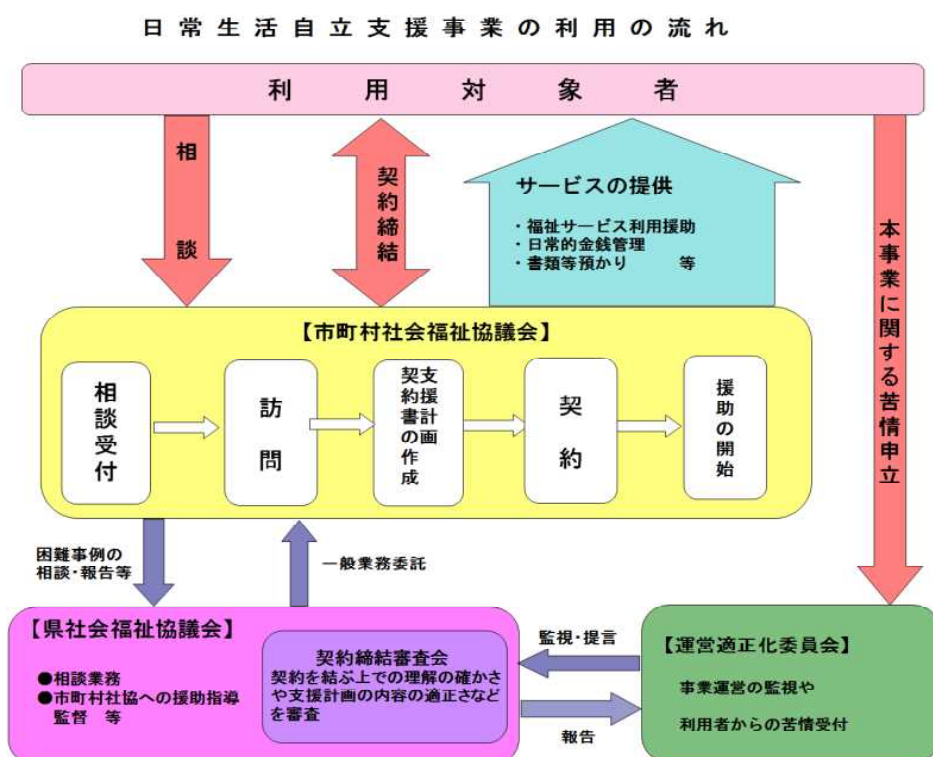 日常生活自立支援事業の利用の流れ
利用対象者
相談
契約締結
サービスの提供
・福祉サービス利用援助
・日常的金銭管理
・書類等預かり　　等
本事業に関する苦情申立
【市町村社会福祉協議会】
相談受付
訪問
支援計画
契約書の作成
契約
援助の開始
困難事例の
相談・報告等
一般業務委託
【県社会福祉協議会】
●相談業務
●市町村社協への援助指導
監督　等
契約締結審査会
契約を結ぶ上での理解の確かさ
や支援計画の内容の適正さなど
を審査
監視・提言
報告
【運営適正化委員会】
事業運営の監視や
利用者からの苦情受付